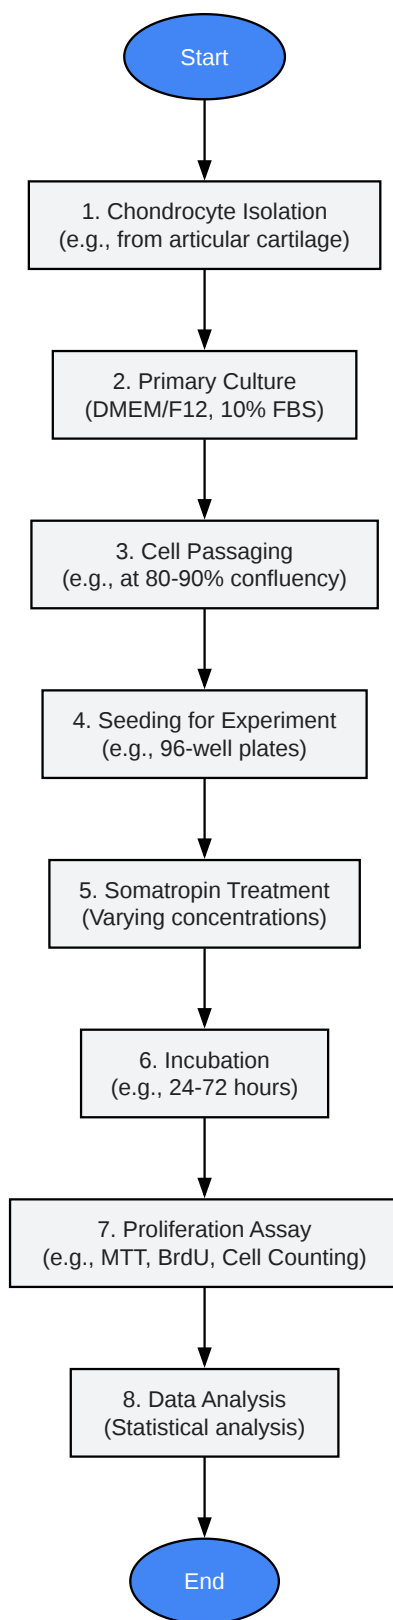 Start
1. Chondrocyte Isolation
(e.g., from articular cartilage)
2. Primary Culture
(DMEM/F12, 10% FBS)
3. Cell Passaging
(e.g., at 80-90% confluency)
4. Seeding for Experiment
(e.g., 96-well plates)
5. Somatropin Treatment
(Varying concentrations)
6. Incubation
(e.g., 24-72 hours)
7. Proliferation Assay
(e.g., MTT, BrdU, Cell Counting)
8. Data Analysis
(Statistical analysis)
End